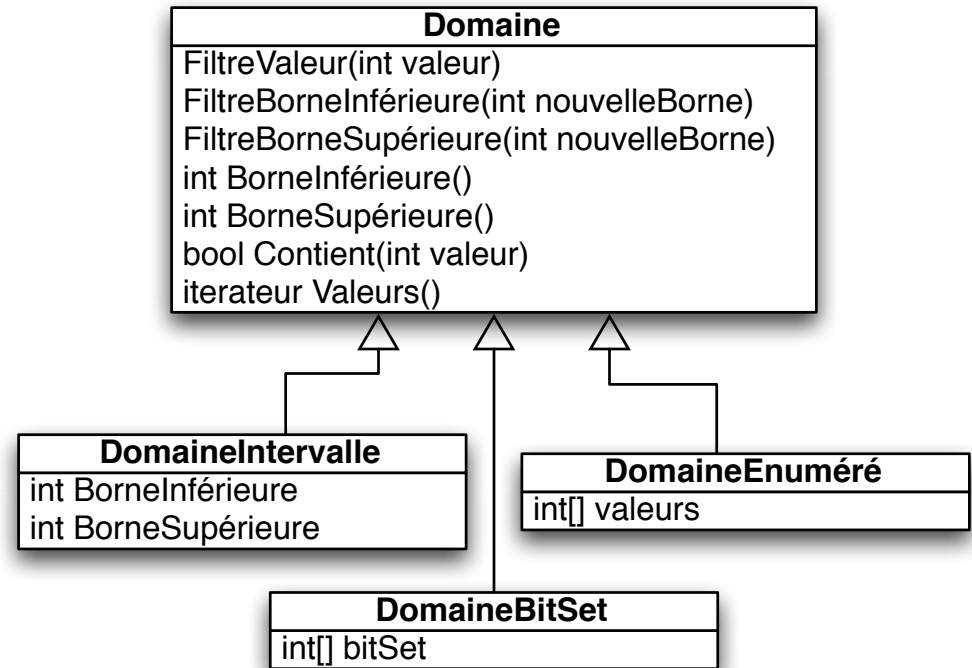 Domaine
FiltreValeur(int valeur)
FiltreBorneInférieure(int nouvelleBorne)
FiltreBorneSupérieure(int nouvelleBorne)
int BorneInférieure()
int BorneSupérieure()
bool Contient(int valeur)
iterateur Valeurs()
DomaineIntervalle
int BorneInférieure
int BorneSupérieure
DomaineEnuméré
int[] valeurs
DomaineBitSet
int[] bitSet